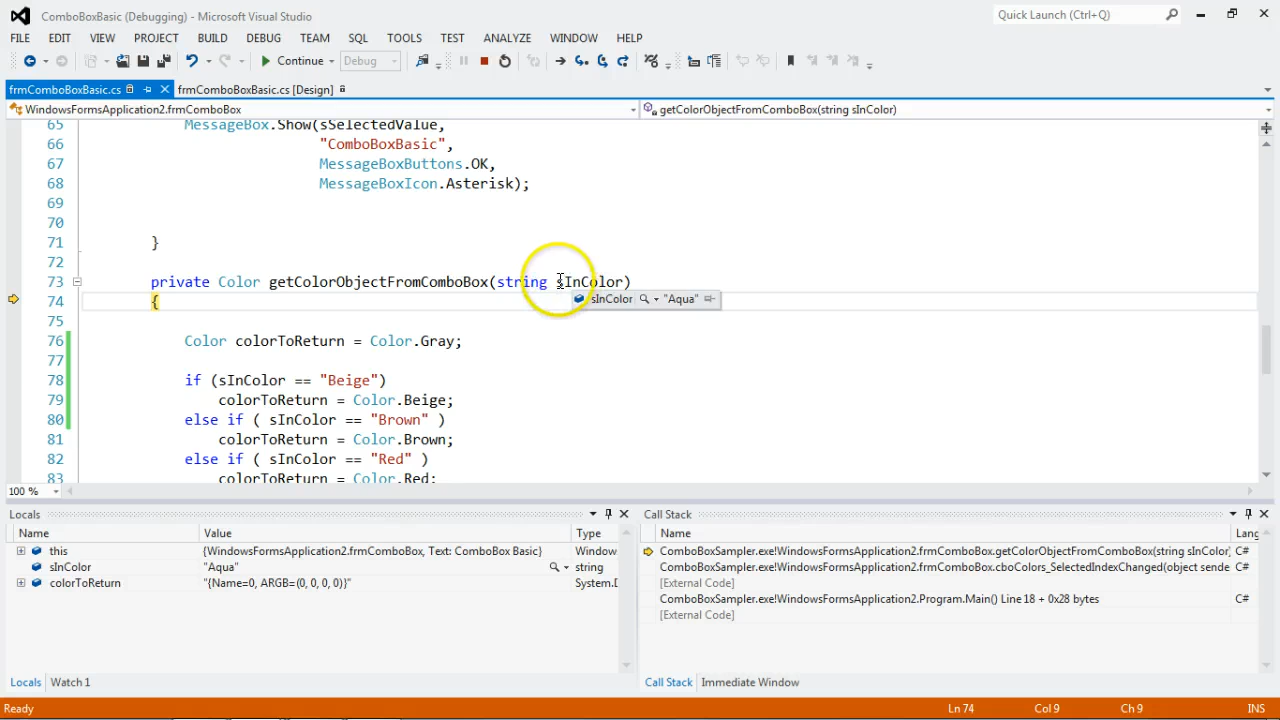 ComboBoxBasic (Debugging) - Microsoft Visual Studio
Quick Launch (Ctrl+Q)
FILE EDIT VIEW PROJECT BUILD DEBUG TEAM SQL TOOLS TEST ANALYZE WINDOW HELP
Continue Debug
frmComboBoxBasic.cs frmComboBoxBasic.cs [Design]
WindowsFormsApplication2.frmComboBox getColorObjectFromComboBox(string sInColor)
65 MessageBox.Show(sSelectedValue,
66 "ComboBoxBasic",
67 MessageBoxButtons.OK,
68 MessageBoxIcon.Asterisk);
69
70
71 }
72
73 private Color getColorObjectFromComboBox(string sInColor)
74 {
sInColor "Aqua"
75
76 Color colorToReturn = Color.Gray;
77
78 if (sInColor == "Beige")
79 colorToReturn = Color.Beige;
80 else if ( sInColor == "Brown" )
81 colorToReturn = Color.Brown;
82 else if ( sInColor == "Red" )
83 colorToReturn = Color.Red;
100 %
Locals
Name Value Type
this {WindowsFormsApplication2.frmComboBox, Text: ComboBox Basic} Windows
sInColor "Aqua" string
colorToReturn "{Name=0, ARGB=(0, 0, 0, 0)}" System.D
Locals Watch 1
Call Stack
Name Lang
ComboBoxSampler.exe!WindowsFormsApplication2.frmComboBox.getColorObjectFromComboBox(string sInColor) C#
ComboBoxSampler.exe!WindowsFormsApplication2.frmComboBox.cboColors_SelectedIndexChanged(object sende C#
[External Code]
ComboBoxSampler.exe!WindowsFormsApplication2.Program.Main() Line 18 + 0x28 bytes C#
[External Code]
Call Stack Immediate Window
Ready Ln 74 Col 9 Ch 9 INS